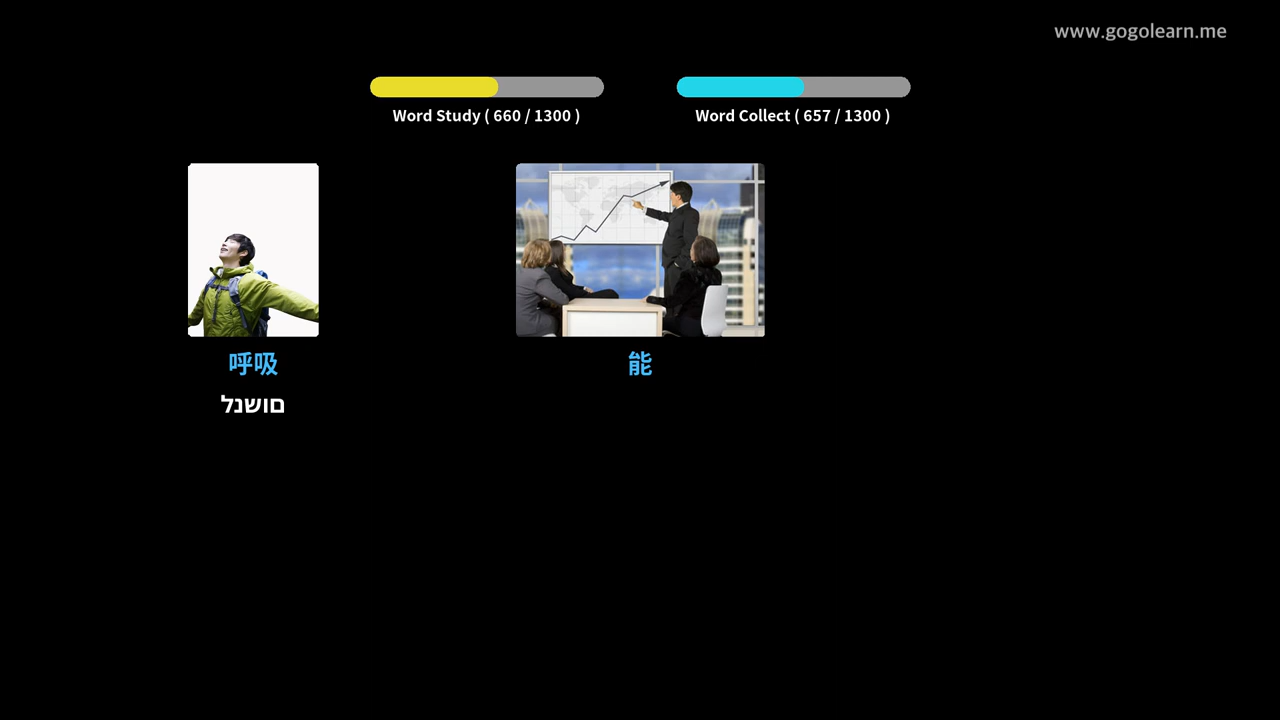 www.gogolearn.me
Word Study ( 660 / 1300 )
Word Collect ( 657 / 1300 )
呼吸
能
לנשום